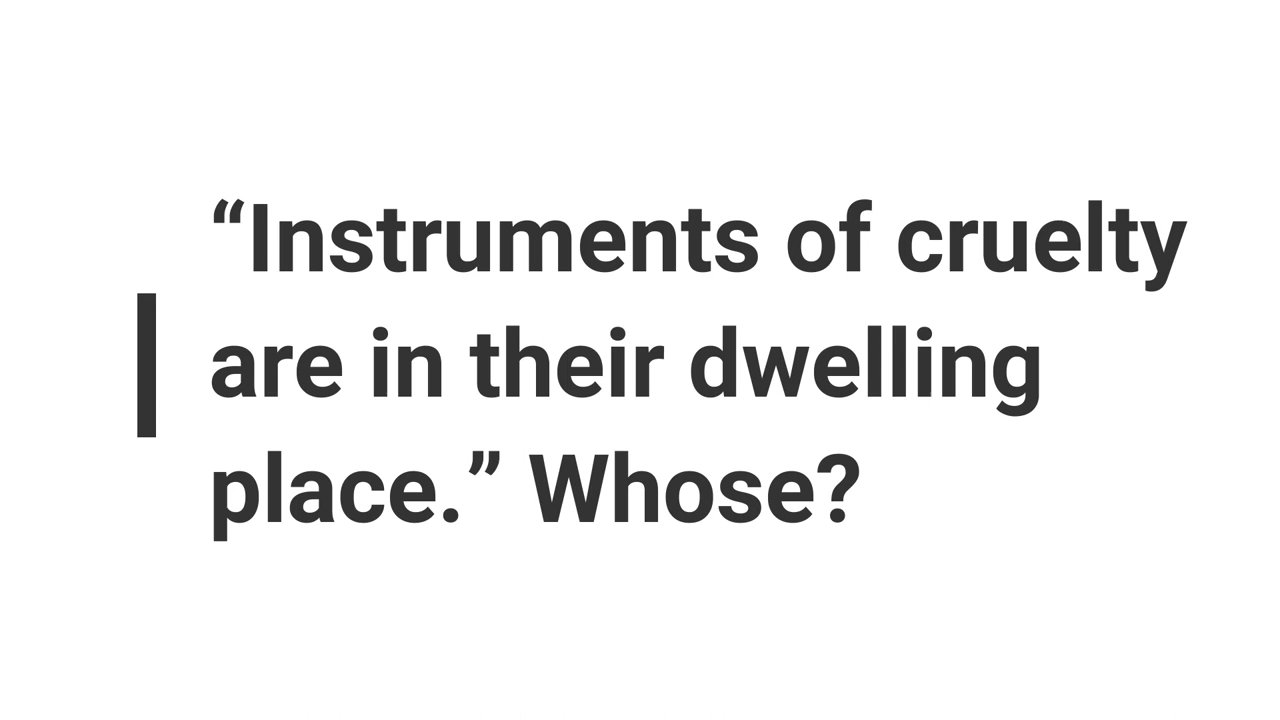 “Instruments of cruelty
are in their dwelling
place.” Whose?